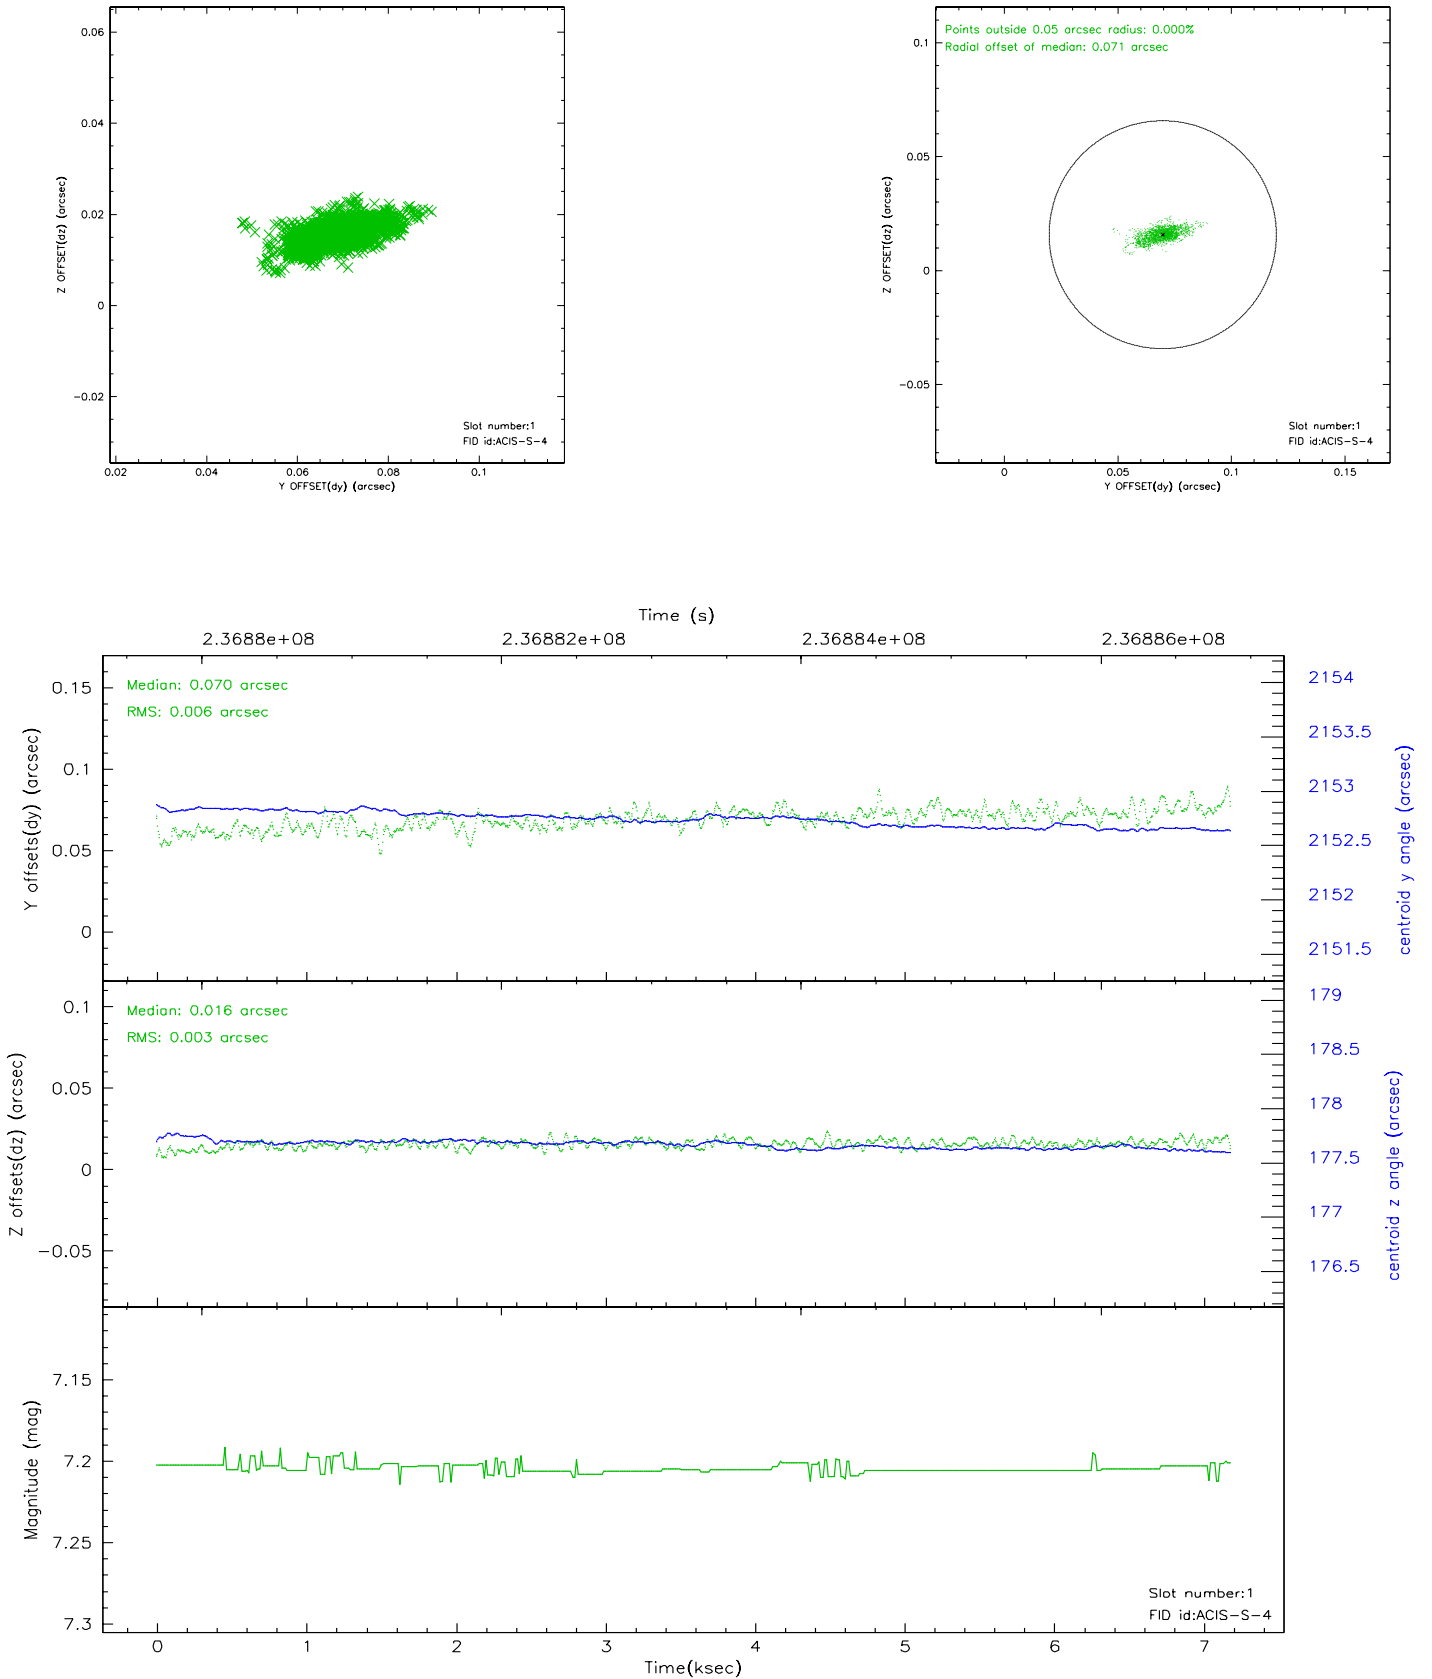 0.06
0.04
0.02
0
−0.02
Z OFFSET(dz) (arcsec)
Slot number:1
FID id:ACIS−S−4
0.02 0.04 0.06 0.08 0.1
Y OFFSET(dy) (arcsec)
Points outside 0.05 arcsec radius: 0.000%
Radial offset of median: 0.071 arcsec
0.1
0.05
0
−0.05
Z OFFSET(dz) (arcsec)
Slot number:1
FID id:ACIS−S−4
0 0.05 0.1 0.15
Y OFFSET(dy) (arcsec)
Time (s)
2.3688e+08 2.36882e+08 2.36884e+08 2.36886e+08
Median: 0.070 arcsec
RMS: 0.006 arcsec
0.15
0.1
0.05
0
Y offsets(dy) (arcsec)
2154
2153.5
2153
2152.5
2152
2151.5
centroid y angle (arcsec)
Median: 0.016 arcsec
RMS: 0.003 arcsec
0.1
0.05
0
−0.05
Z offsets(dz) (arcsec)
179
178.5
178
177.5
177
176.5
centroid z angle (arcsec)
7.15
7.2
7.25
7.3
Magnitude (mag)
Slot number:1
FID id:ACIS−S−4
0 1 2 3 4 5 6 7
Time(ksec)